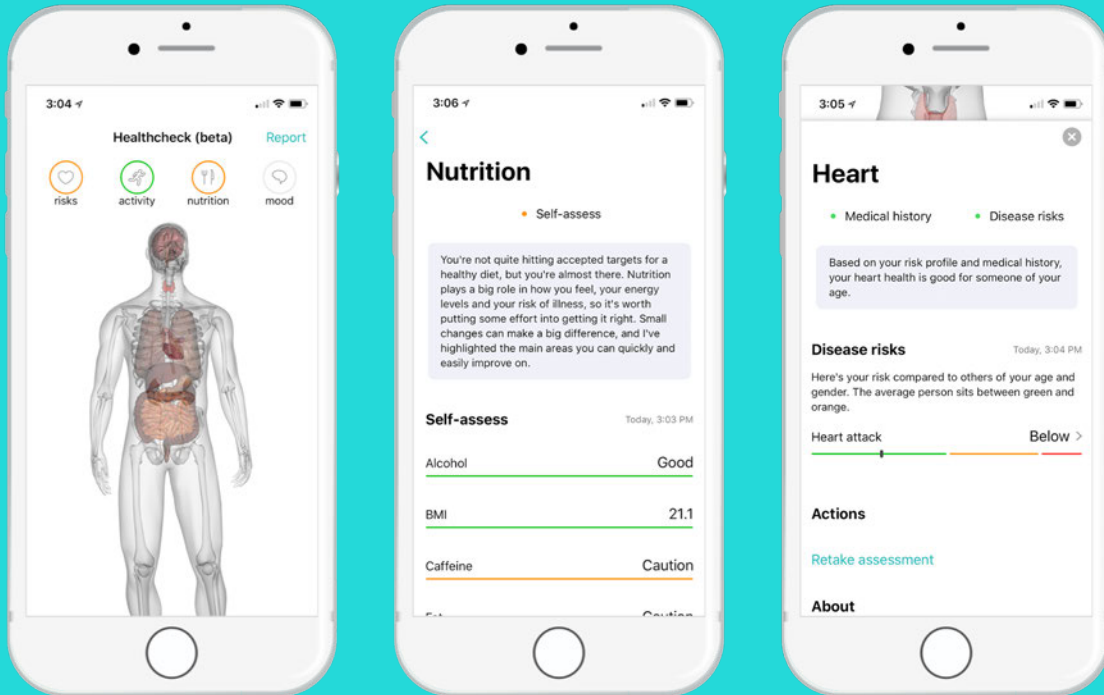 3:04
Healthcheck (beta)
Report
risks
activity
nutrition
mood
3:06
Nutrition
Self-assess
You're not quite hitting accepted targets for a
healthy diet, but you're almost there. Nutrition
plays a big role in how you feel, your energy
levels and your risk of illness, so it's worth
putting some effort into getting it right. Small
changes can make a big difference, and I've
highlighted the main areas you can quickly and
easily improve on.
Self-assess
Today, 3:03 PM
Alcohol
Good
BMI
21.1
Caffeine
Caution
3:05
Heart
Medical history
Disease risks
Based on your risk profile and medical history,
your heart health is good for someone of your
age.
Disease risks
Today, 3:04 PM
Here's your risk compared to others of your age and
gender. The average person sits between green and
orange.
Heart attack
Below
Actions
Retake assessment
About